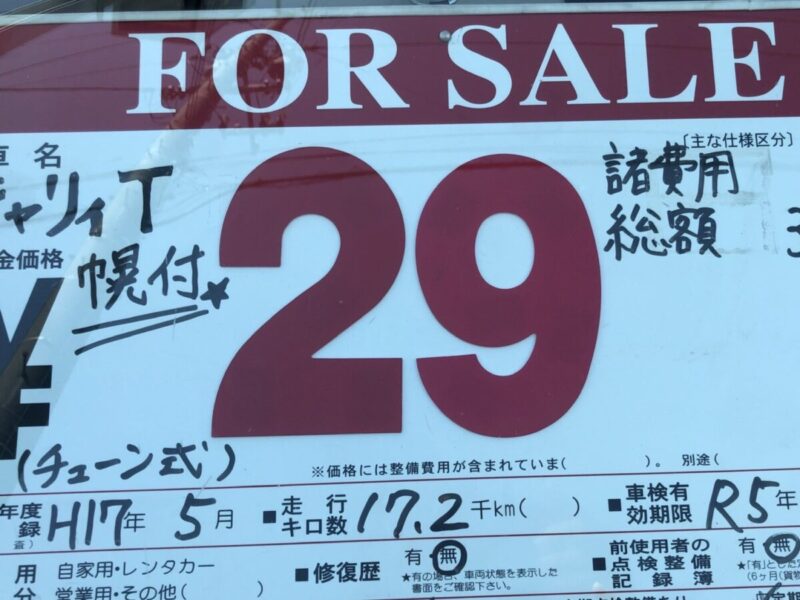 FOR SALE
車名
キャリィT
幌付★
金価格
¥
29
〔主な仕様区分〕
諸費用
総額
(チェーン式)
※価格には整備費用が含まれていま( )。 別途(
年度
録 H17年 5月
■走行
キロ数 17.2千km( )
■車検有
効期限 R5年
用 自家用・レンタカー
分 営業用・その他( )
■修復歴
有・無
★有の場合、車両状態を表示した
書面をご確認下さい。
前使用者の
■点検整備
記録簿
有・無